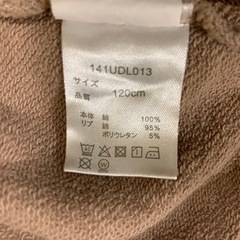 141UDL013
サイズ
品質 120cm
本体 綿 100%
リブ 綿 95%
ポリウレタン 5%